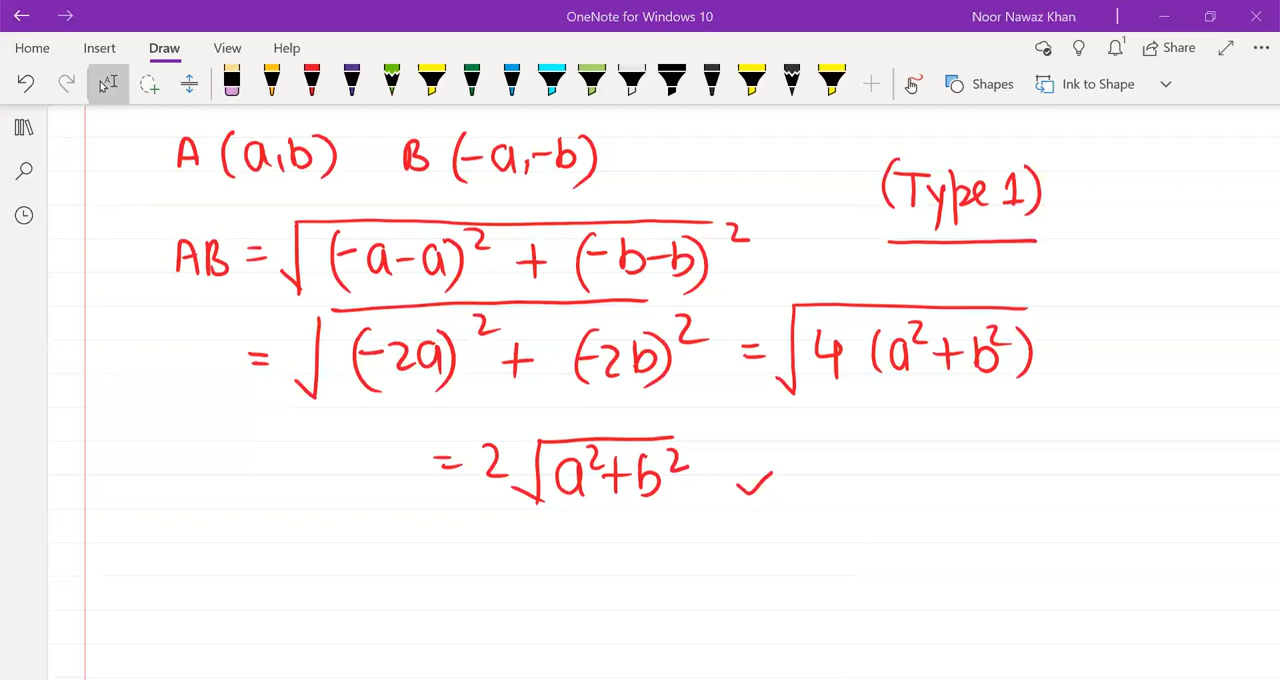 OneNote for Windows 10
Noor Nawaz Khan
Home Insert Draw View Help
1
Share
Shapes
Ink to Shape
A (a,b) B (-a,-b)
(Type 1)
AB = √(-a-a)² + (-b-b)²
= √(-2a)² + (-2b)² = √4 (a²+b²)
= 2√a²+b² ✓